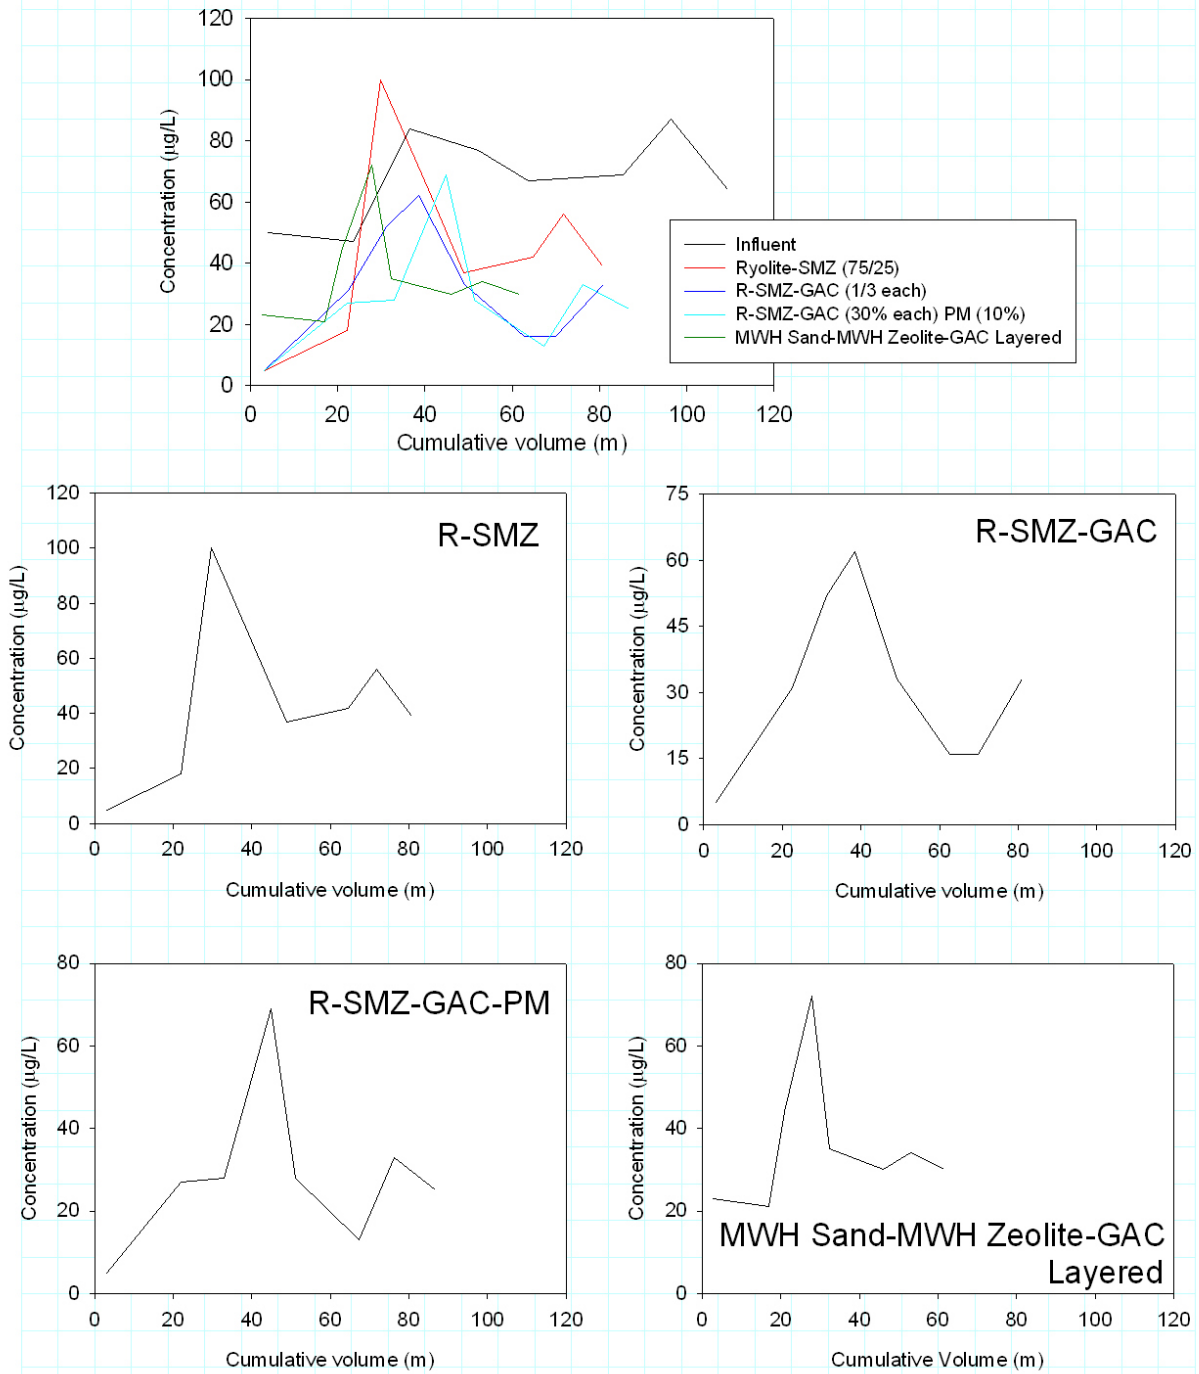 120
100
80
60
40
20
0
Concentration (µg/L)
0 20 40 60 80 100 120
Cumulative volume (m)
Influent
Ryolite-SMZ (75/25)
R-SMZ-GAC (1/3 each)
R-SMZ-GAC (30% each) PM (10%)
MWH Sand-MWH Zeolite-GAC Layered
120
100
80
60
40
20
0
Concentration (µg/L)
R-SMZ
0 20 40 60 80 100 120
Cumulative volume (m)
75
60
45
30
15
0
Concentration (µg/L)
R-SMZ-GAC
0 20 40 60 80 100 120
Cumulative volume (m)
80
60
40
20
0
Concentration (µg/L)
R-SMZ-GAC-PM
0 20 40 60 80 100 120
Cumulative volume (m)
80
60
40
20
0
Concentration (µg/L)
MWH Sand-MWH Zeolite-GAC
Layered
0 20 40 60 80 100 120
Cumulative Volume (m)